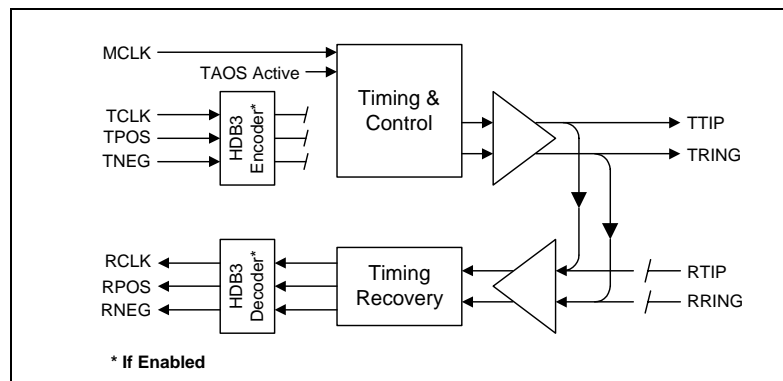 MCLK
TAOS Active
TCLK
TPOS
TNEG
HDB3
Encoder*
Timing &
Control
TTIP
TRING
RCLK
RPOS
RNEG
HDB3
Decoder*
Timing
Recovery
RTIP
RRING
* If Enabled